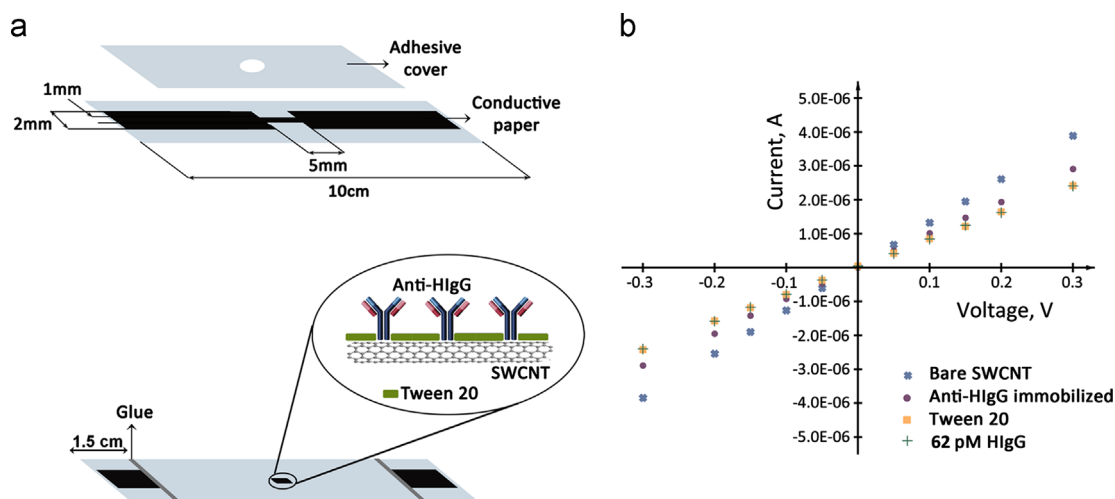 a
Adhesive
cover
1mm
2mm
Conductive
paper
5mm
10cm
Anti-HIgG
SWCNT
Tween 20
Glue
1.5 cm
b
Current, A
5.0E-06
4.0E-06
3.0E-06
2.0E-06
1.0E-06
-0.3
-0.2
-0.1
0.1
0.2
0.3
Voltage, V
-1.0E-06
-2.0E-06
-3.0E-06
-4.0E-06
-5.0E-06
Bare SWCNT
Anti-HIgG immobilized
Tween 20
62 pM HIgG